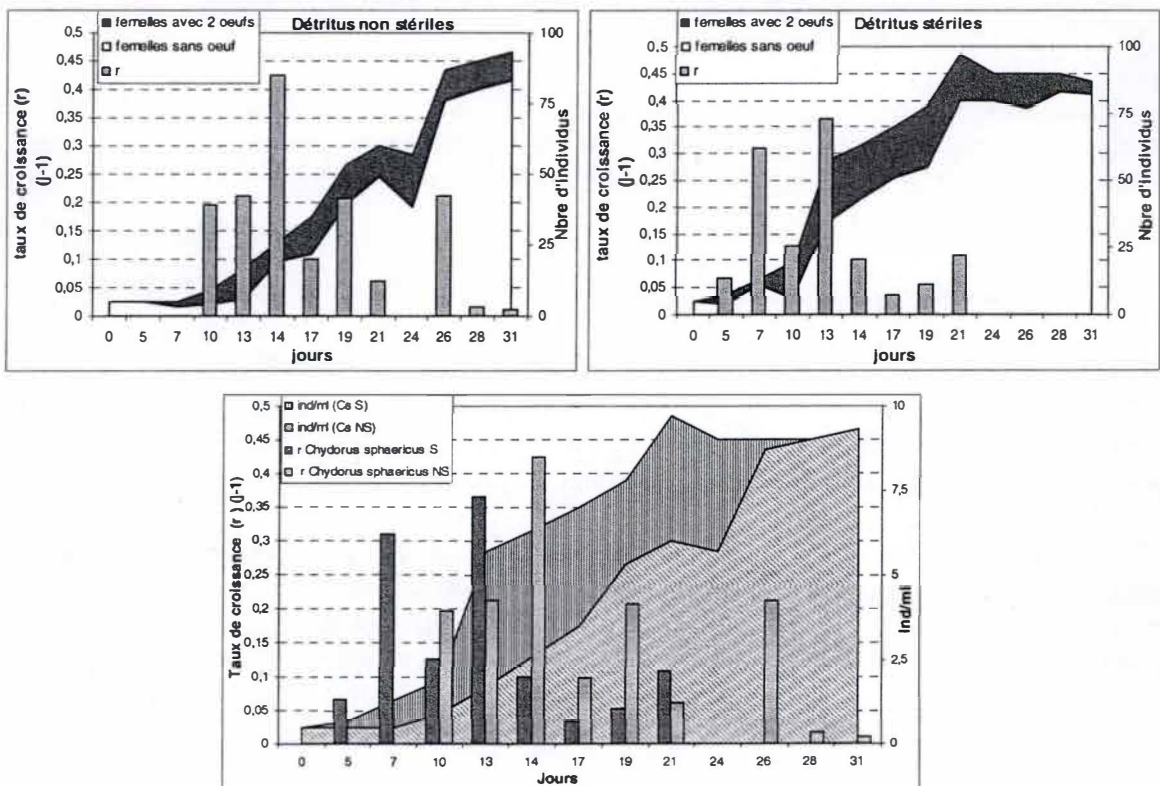 femelles avec 2 oeufs
femelles sans oeuf
r
Détritus non stériles
taux de croissance (r)
(J-1)
0,5
0,45
0,4
0,35
0,3
0,25
0,2
0,15
0,1
0,05
0
100
75
50
25
0
Nbre d'individus
0 5 7 10 13 14 17 19 21 24 26 28 31
jours
femelles avec 2 oeufs
femelles sans oeuf
r
Détritus stériles
taux de croissance (r)
(J-1)
0,5
0,45
0,4
0,35
0,3
0,25
0,2
0,15
0,1
0,05
0
100
75
50
25
0
Nbre d'individus
0 5 7 10 13 14 17 19 21 24 26 28 31
jours
ind/ml (Cs S)
ind/ml (Cs NS)
r Chydorus sphaericus S
r Chydorus sphaericus NS
Taux de croissance (r ) (J-1)
0,5
0,45
0,4
0,35
0,3
0,25
0,2
0,15
0,1
0,05
0
10
7,5
5
2,5
0
Ind/ml
0 5 7 10 13 14 17 19 21 24 26 28 31
Jours